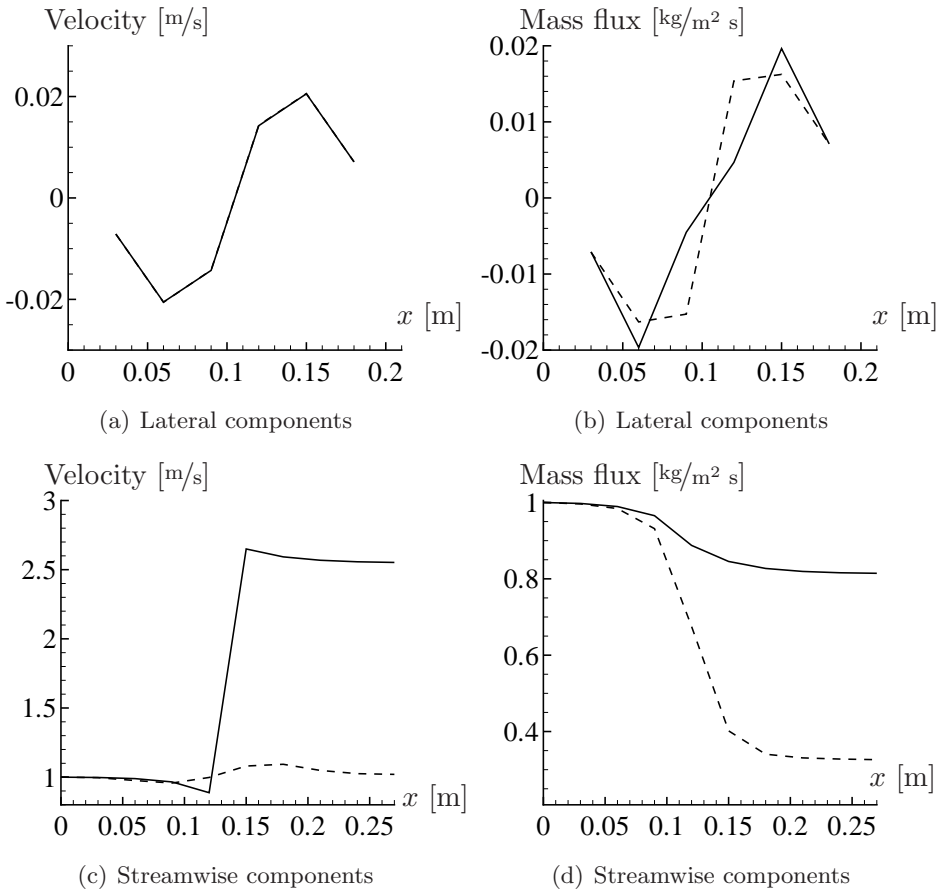 Velocity [m/s]
0.02
0
-0.02
x [m]
0 0.05 0.1 0.15 0.2
(a) Lateral components
Mass flux [kg/m² s]
0.02
0.01
0
-0.01
-0.02
x [m]
0 0.05 0.1 0.15 0.2
(b) Lateral components
Velocity [m/s]
3
2.5
2
1.5
1
x [m]
0 0.05 0.1 0.15 0.2 0.25
(c) Streamwise components
Mass flux [kg/m² s]
1
0.8
0.6
0.4
x [m]
0 0.05 0.1 0.15 0.2 0.25
(d) Streamwise components